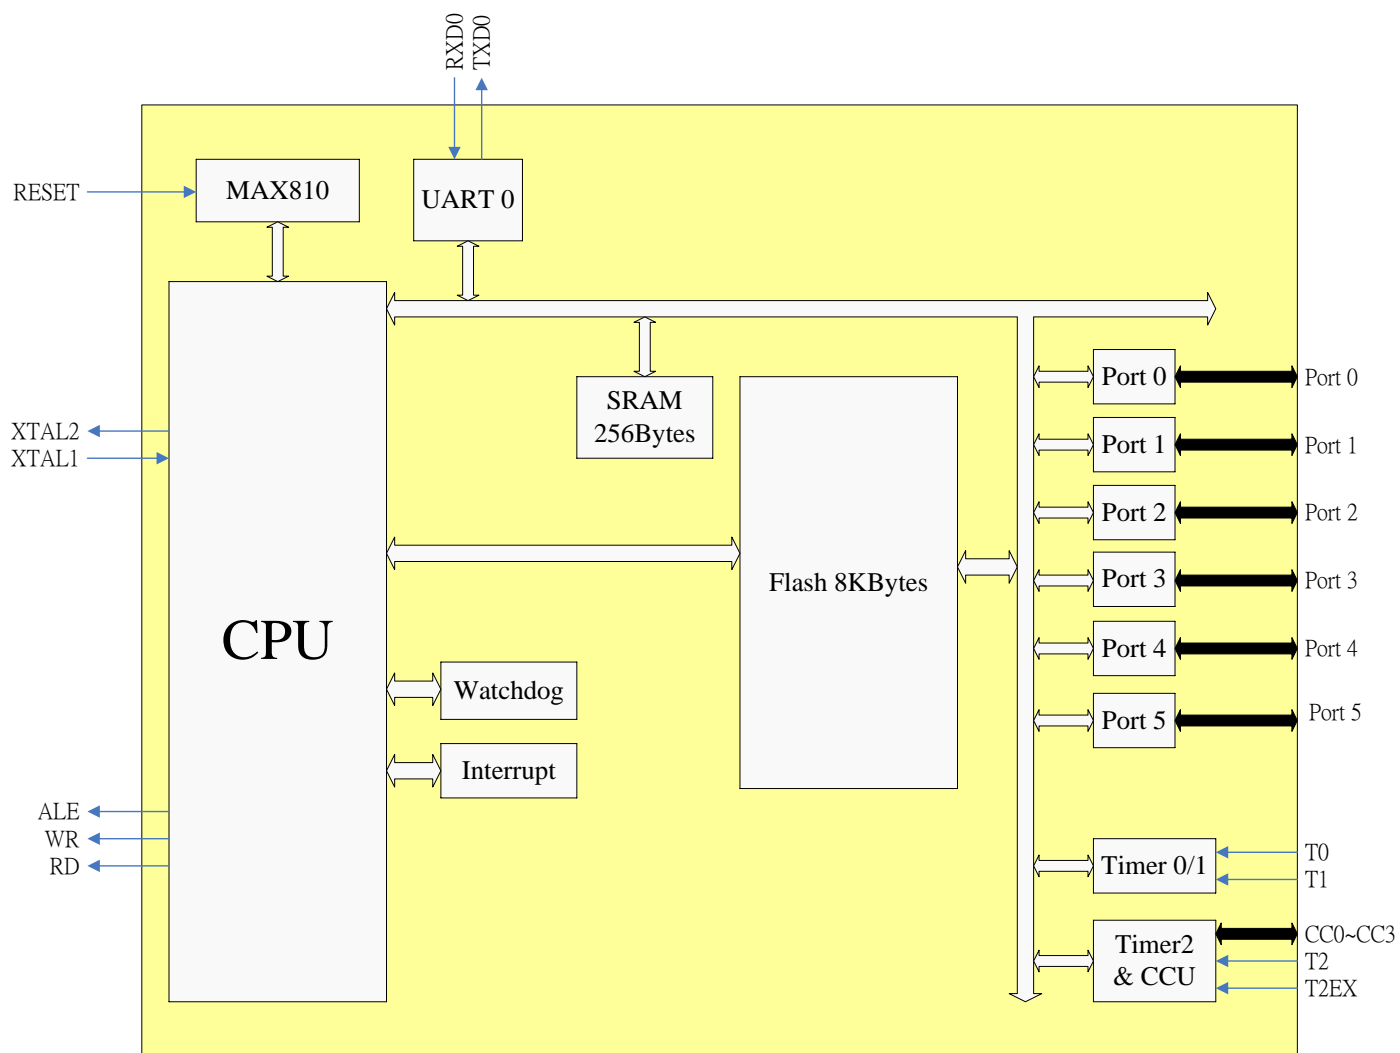 RXD0
TXD0
RESET
MAX810
UART 0
SRAM
256Bytes
Port 0
Port 0
Port 1
Port 1
XTAL2
XTAL1
Port 2
Port 2
Flash 8KBytes
Port 3
Port 3
CPU
Port 4
Port 4
Watchdog
Port 5
Port 5
Interrupt
ALE
WR
RD
Timer 0/1
T0
T1
Timer2
& CCU
CC0~CC3
T2
T2EX